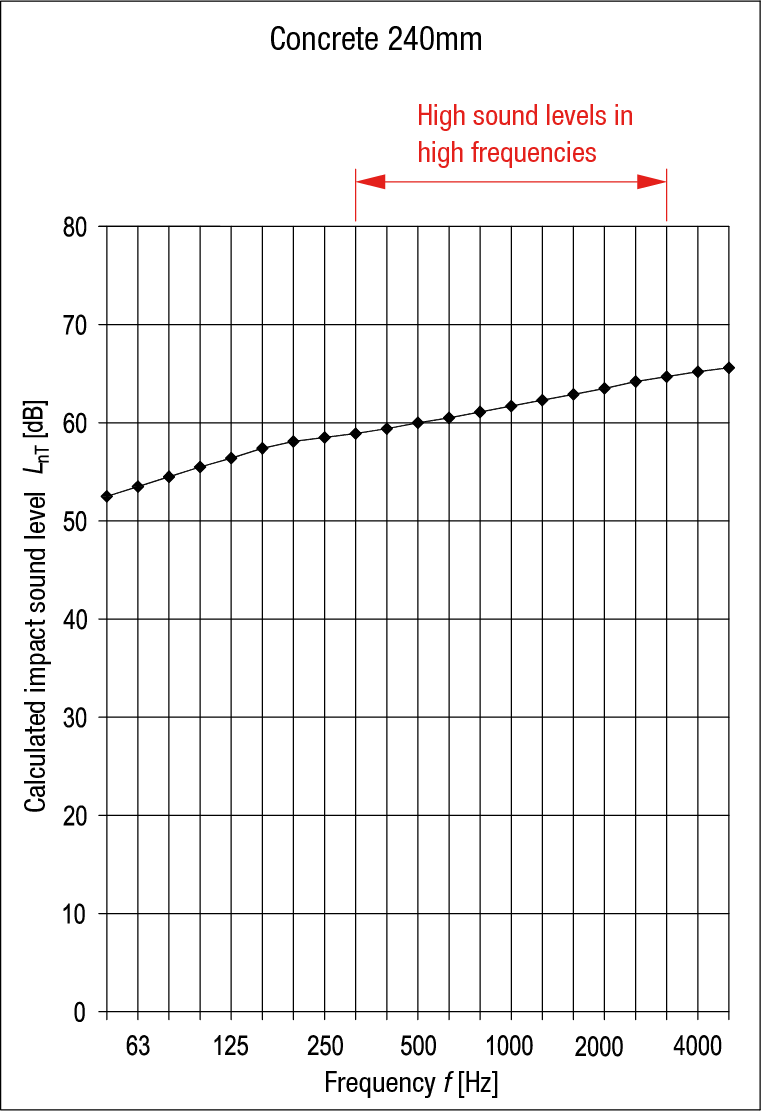 Concrete 240mm
High sound levels in
high frequencies
80
70
60
50
40
30
20
10
0
Calculated impact sound level LnT [dB]
63 125 250 500 1000 2000 4000
Frequency f [Hz]